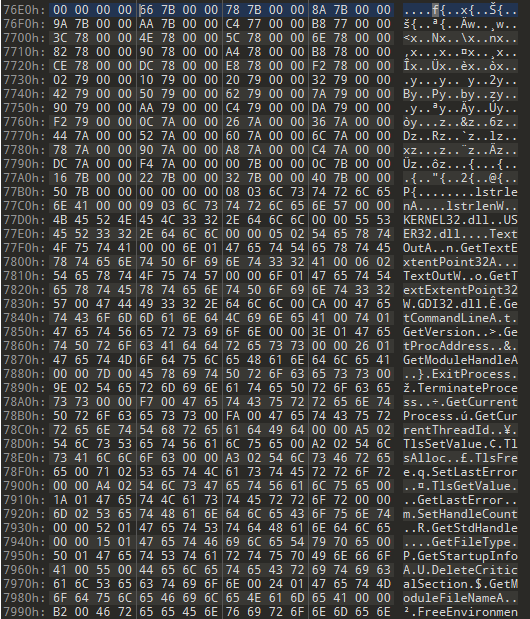 76E0h: 00 00 00 00 66 7B 00 00 78 7B 00 00 8A 7B 00 00 ....f{..x{..Š{..
76F0h: 9A 7B 00 00 AA 7B 00 00 C4 77 00 00 B8 77 00 00 š{..ª{..Äw..¸w..
7700h: 3C 78 00 00 4E 78 00 00 5C 78 00 00 6E 78 00 00 <x..Nx..\x..nx..
7710h: 82 78 00 00 90 78 00 00 A4 78 00 00 B8 78 00 00 ‚x...x..¤x..¸x..
7720h: CE 78 00 00 DC 78 00 00 E8 78 00 00 F2 78 00 00 Îx..Üx..èx..òx..
7730h: 02 79 00 00 10 79 00 00 20 79 00 00 32 79 00 00 .y...y.. y..2y..
7740h: 42 79 00 00 50 79 00 00 62 79 00 00 7A 79 00 00 By..Py..by..zy..
7750h: 90 79 00 00 AA 79 00 00 C4 79 00 00 DA 79 00 00 .y..ªy..Äy..Úy..
7760h: F2 79 00 00 0C 7A 00 00 26 7A 00 00 36 7A 00 00 òy...z..&z..6z..
7770h: 44 7A 00 00 52 7A 00 00 60 7A 00 00 6C 7A 00 00 Dz..Rz..`z..lz..
7780h: 78 7A 00 00 90 7A 00 00 A8 7A 00 00 C4 7A 00 00 xz...z..¨z..Äz..
7790h: DC 7A 00 00 F4 7A 00 00 00 7B 00 00 0C 7B 00 00 Üz..ôz...{...{..
77A0h: 16 7B 00 00 22 7B 00 00 32 7B 00 00 40 7B 00 00 .{.."{..2{..@{..
77B0h: 50 7B 00 00 00 00 00 00 08 03 6C 73 74 72 6C 65 P{........lstrle
77C0h: 6E 41 00 00 09 03 6C 73 74 72 6C 65 6E 57 00 00 nA....lstrlenW..
77D0h: 4B 45 52 4E 45 4C 33 32 2E 64 6C 6C 00 00 55 53 KERNEL32.dll..US
77E0h: 45 52 33 32 2E 64 6C 6C 00 00 05 02 54 65 78 74 ER32.dll....Text
77F0h: 4F 75 74 41 00 00 6E 01 47 65 74 54 65 78 74 45 OutA..n.GetTextE
7800h: 78 74 65 6E 74 50 6F 69 6E 74 33 32 41 00 06 02 xtentPoint32A...
7810h: 54 65 78 74 4F 75 74 57 00 00 6F 01 47 65 74 54 TextOutW..o.GetT
7820h: 65 78 74 45 78 74 65 6E 74 50 6F 69 6E 74 33 32 extExtentPoint32
7830h: 57 00 47 44 49 33 32 2E 64 6C 6C 00 CA 00 47 65 W.GDI32.dll.Ê.Ge
7840h: 74 43 6F 6D 6D 61 6E 64 4C 69 6E 65 41 00 74 01 tCommandLineA.t.
7850h: 47 65 74 56 65 72 73 69 6F 6E 00 00 3E 01 47 65 GetVersion..>.Ge
7860h: 74 50 72 6F 63 41 64 64 72 65 73 73 00 00 26 01 tProcAddress..&.
7870h: 47 65 74 4D 6F 64 75 6C 65 48 61 6E 64 6C 65 41 GetModuleHandleA
7880h: 00 00 7D 00 45 78 69 74 50 72 6F 63 65 73 73 00 ..}.ExitProcess.
7890h: 9E 02 54 65 72 6D 69 6E 61 74 65 50 72 6F 63 65 ž.TerminateProce
78A0h: 73 73 00 00 F7 00 47 65 74 43 75 72 72 65 6E 74 ss..÷.GetCurrent
78B0h: 50 72 6F 63 65 73 73 00 FA 00 47 65 74 43 75 72 Process.ú.GetCur
78C0h: 72 65 6E 74 54 68 72 65 61 64 49 64 00 00 A5 02 rentThreadId..¥.
78D0h: 54 6C 73 53 65 74 56 61 6C 75 65 00 A2 02 54 6C TlsSetValue.¢.Tl
78E0h: 73 41 6C 6C 6F 63 00 00 A3 02 54 6C 73 46 72 65 sAlloc..£.TlsFre
78F0h: 65 00 71 02 53 65 74 4C 61 73 74 45 72 72 6F 72 e.q.SetLastError
7900h: 00 00 A4 02 54 6C 73 47 65 74 56 61 6C 75 65 00 ..¤.TlsGetValue.
7910h: 1A 01 47 65 74 4C 61 73 74 45 72 72 6F 72 00 00 ..GetLastError..
7920h: 6D 02 53 65 74 48 61 6E 64 6C 65 43 6F 75 6E 74 m.SetHandleCount
7930h: 00 00 52 01 47 65 74 53 74 64 48 61 6E 64 6C 65 ..R.GetStdHandle
7940h: 00 00 15 01 47 65 74 46 69 6C 65 54 79 70 65 00 ....GetFileType.
7950h: 50 01 47 65 74 53 74 61 72 74 75 70 49 6E 66 6F P.GetStartupInfo
7960h: 41 00 55 00 44 65 6C 65 74 65 43 72 69 74 69 63 A.U.DeleteCritic
7970h: 61 6C 53 65 63 74 69 6F 6E 00 24 01 47 65 74 4D alSection.$.GetM
7980h: 6F 64 75 6C 65 46 69 6C 65 4E 61 6D 65 41 00 00 oduleFileNameA..
7990h: B2 00 46 72 65 65 45 6E 76 69 72 6F 6E 6D 65 6E ².FreeEnvironmen